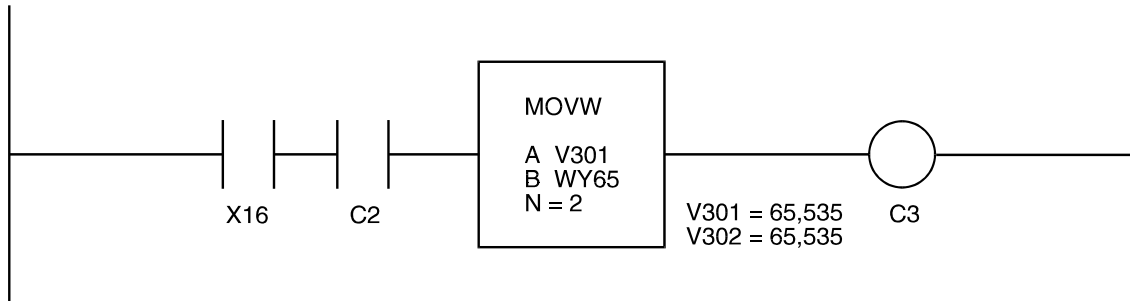 MOVW
A V301
B WY65
N = 2
X16
C2
V301 = 65,535
V302 = 65,535
C3